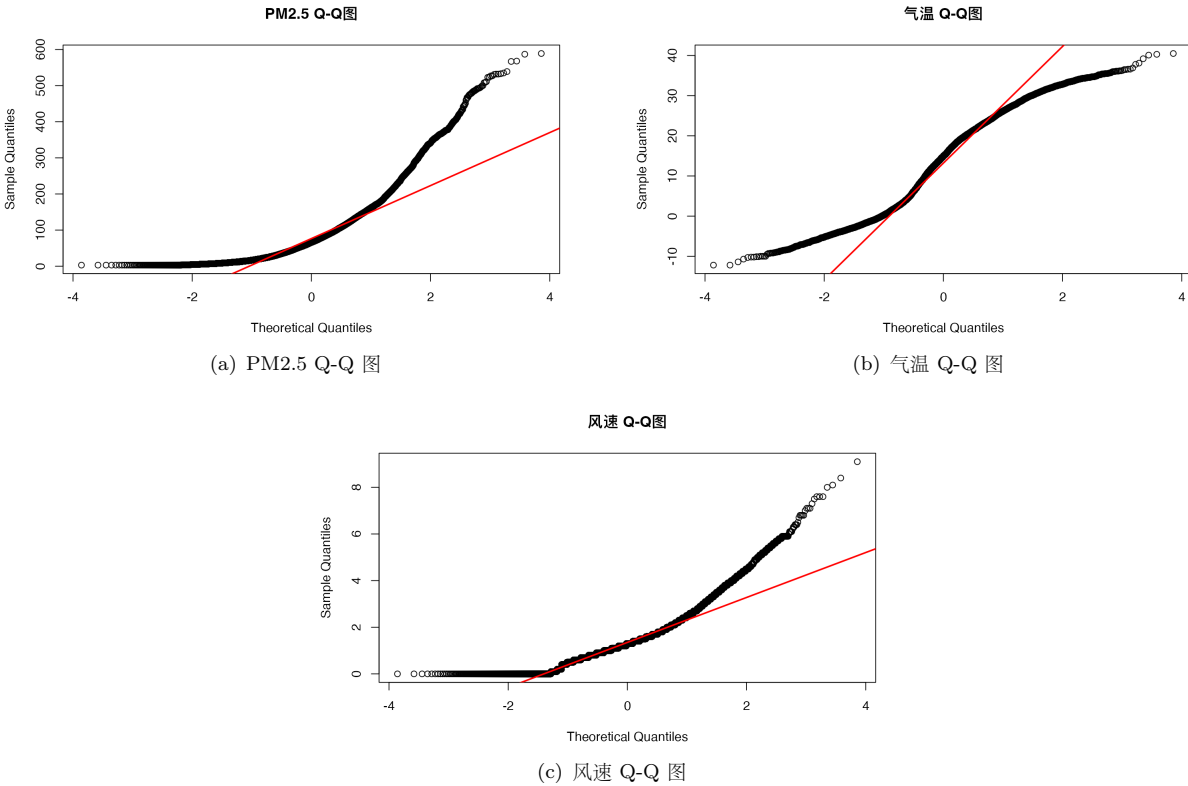 PM2.5 Q-Q图
Sample Quantiles
0 100 200 300 400 500 600
-4 -2 0 2 4
Theoretical Quantiles
(a) PM2.5 Q-Q 图
气温 Q-Q图
Sample Quantiles
-10 0 10 20 30 40
-4 -2 0 2 4
Theoretical Quantiles
(b) 气温 Q-Q 图
风速 Q-Q图
Sample Quantiles
0 2 4 6 8
-4 -2 0 2 4
Theoretical Quantiles
(c) 风速 Q-Q 图